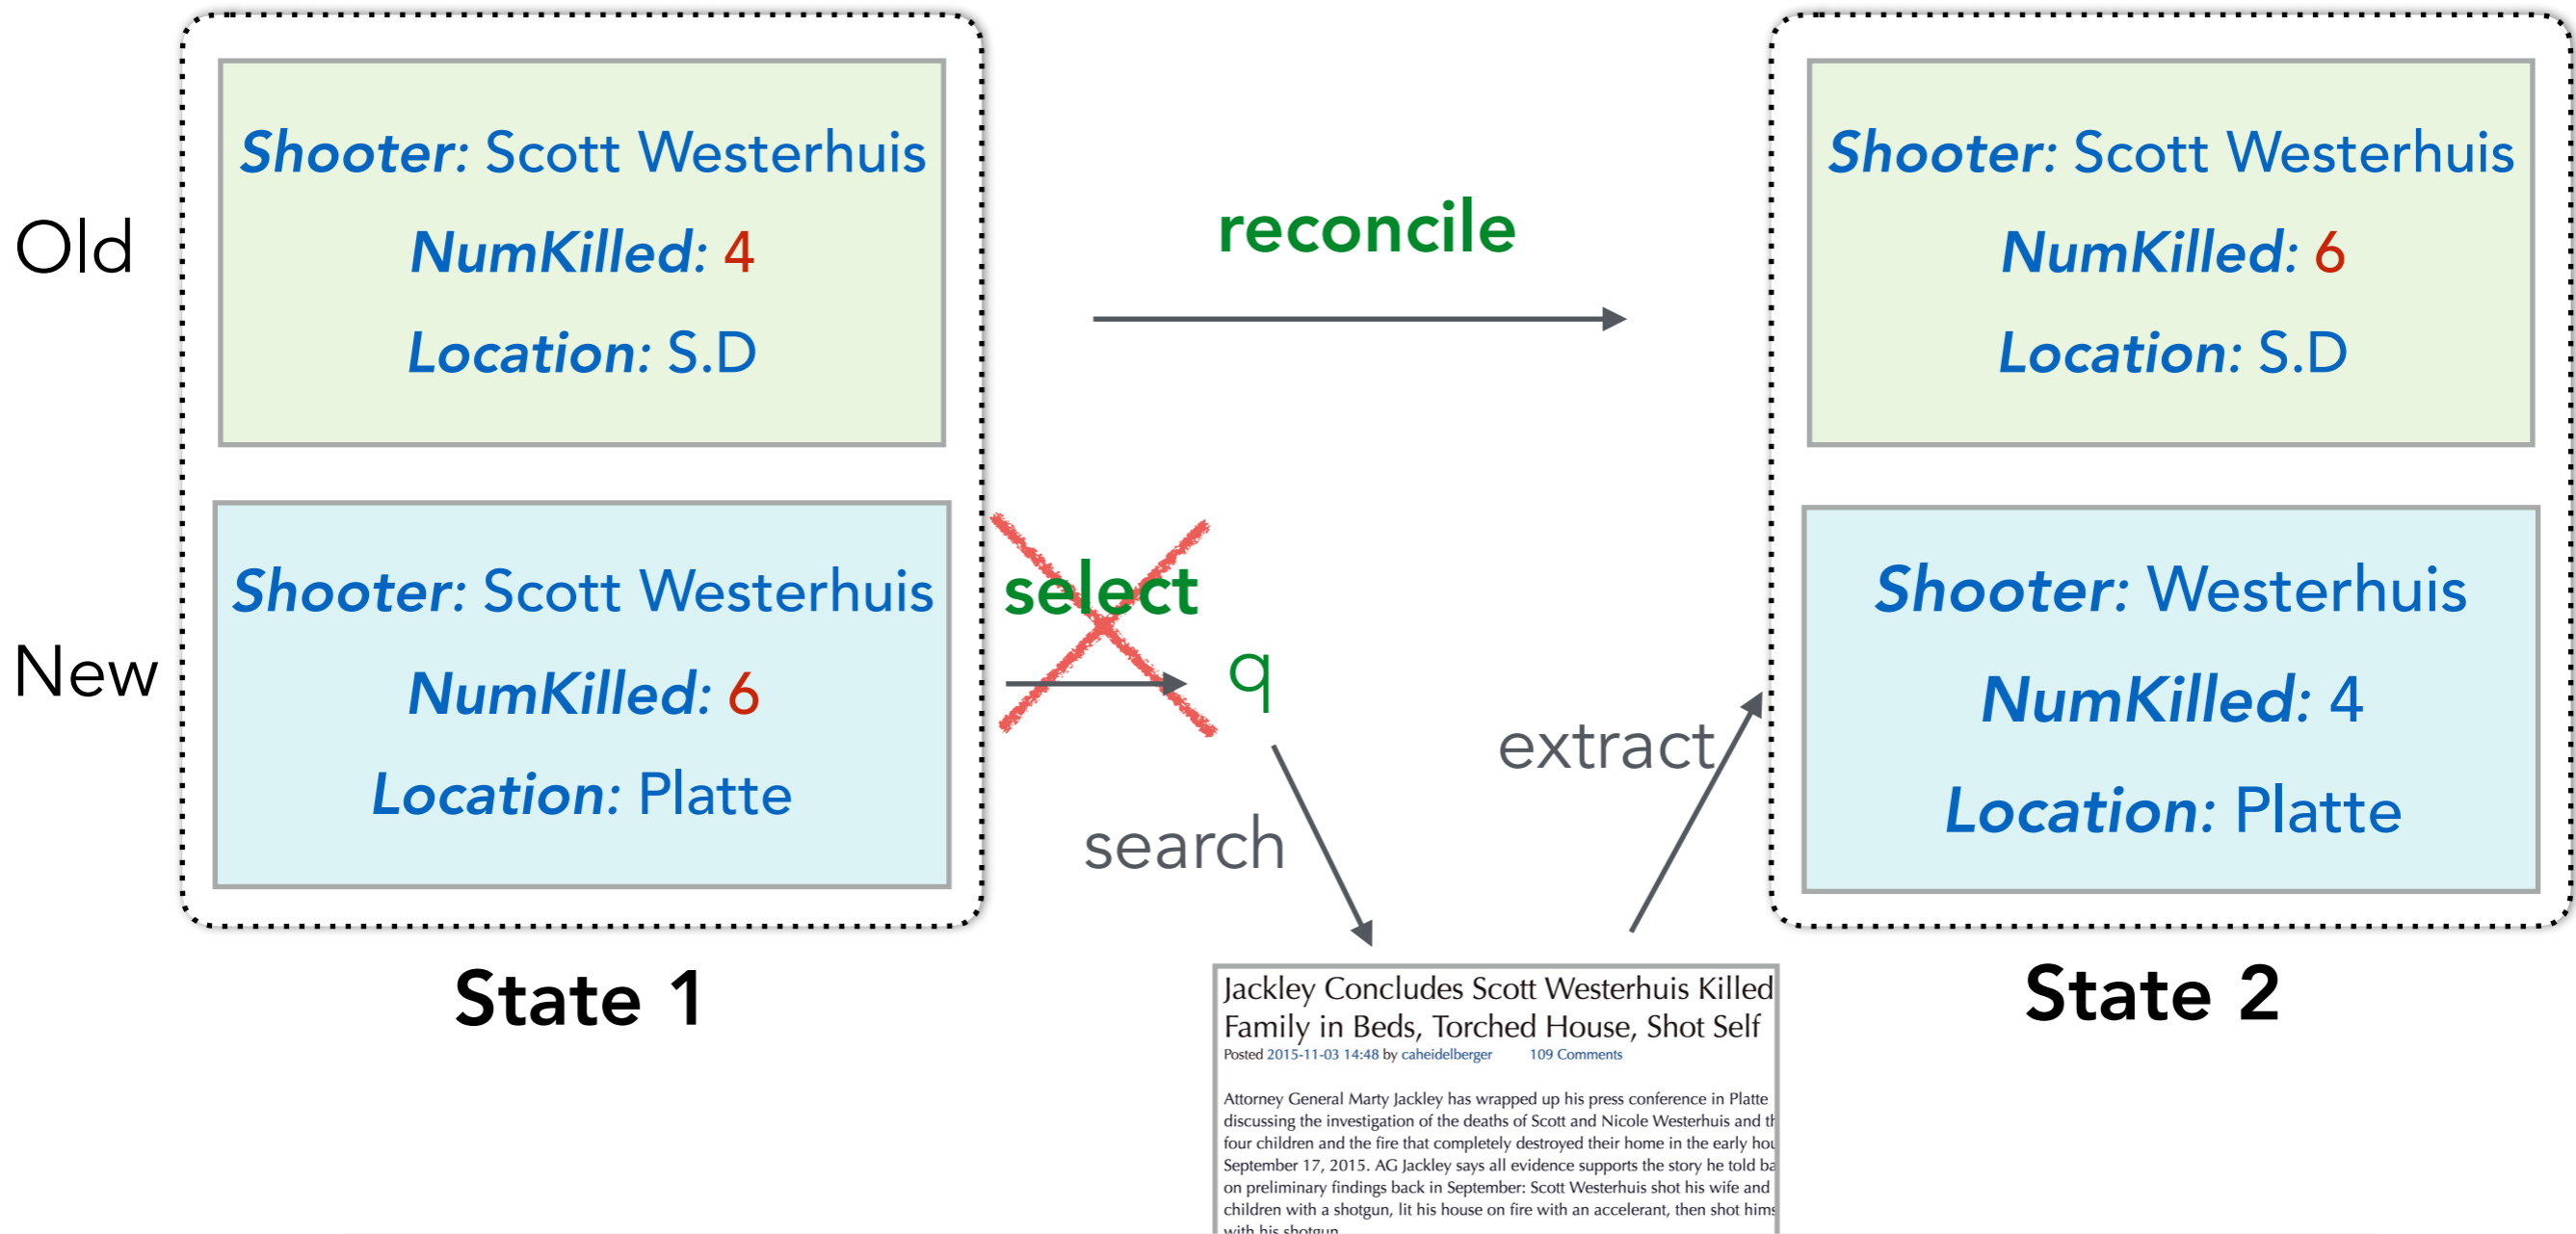 Old
Shooter: Scott Westerhuis
NumKilled: 4
Location: S.D
New
Shooter: Scott Westerhuis
NumKilled: 6
Location: Platte
State 1
reconcile
select
q
search
extract
Jackley Concludes Scott Westerhuis Killed
Family in Beds, Torched House, Shot Self
Posted 2015-11-03 14:48 by caheidelberger 109 Comments
Attorney General Marty Jackley has wrapped up his press conference in Platte
discussing the investigation of the deaths of Scott and Nicole Westerhuis and
four children and the fire that completely destroyed their home in the early
September 17, 2015. AG Jackley says all evidence supports the story he told
on preliminary findings back in September: Scott Westerhuis shot his wife and
children with a shotgun, lit his house on fire with an accelerant, then shot
with his shotgun
Shooter: Scott Westerhuis
NumKilled: 6
Location: S.D
Shooter: Westerhuis
NumKilled: 4
Location: Platte
State 2